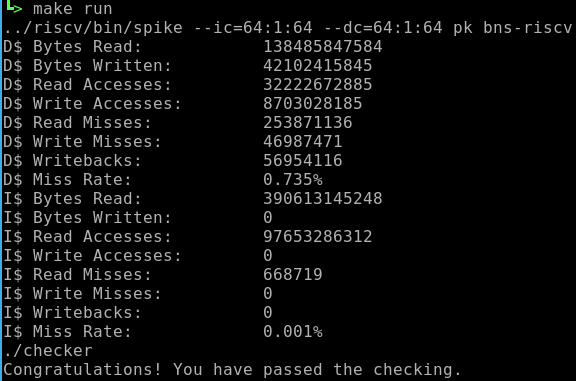 > make run
../riscv/bin/spike --ic=64:1:64 --dc=64:1:64 pk bns-riscv
D$ Bytes Read:            138485847584
D$ Bytes Written:         42102415845
D$ Read Accesses:         32222672885
D$ Write Accesses:        8703028185
D$ Read Misses:           253871136
D$ Write Misses:          46987471
D$ Writebacks:            56954116
D$ Miss Rate:             0.735%
I$ Bytes Read:            390613145248
I$ Bytes Written:         0
I$ Read Accesses:         97653286312
I$ Write Accesses:        0
I$ Read Misses:           668719
I$ Write Misses:          0
I$ Writebacks:            0
I$ Miss Rate:             0.001%
./checker
Congratulations! You have passed the checking.